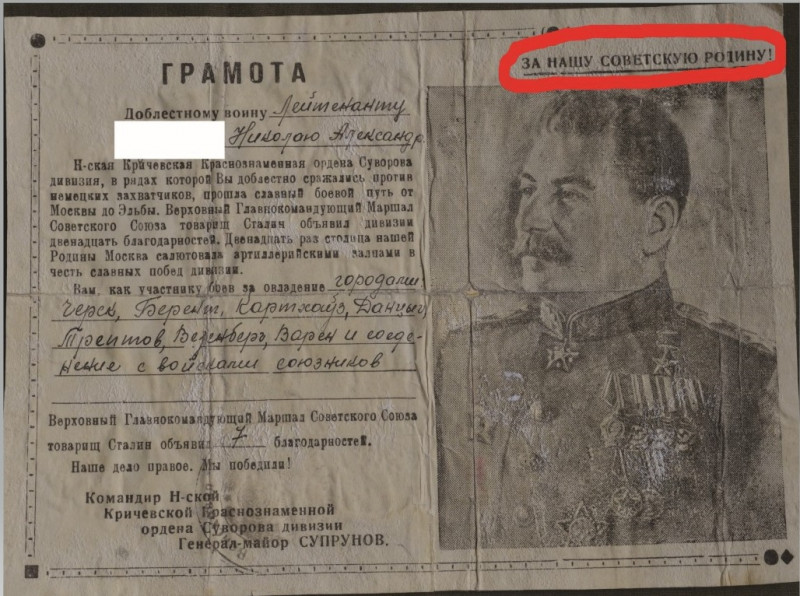 ЗА НАШУ СОВЕТСКУЮ РОДИНУ!
ГРАМОТА
Доблестному воину Лейтенанту
Николаю Александр.
Н-ская Кричевская Краснознаменная ордена Суворова
дивизия, в рядах которой Вы доблестно сражались против
немецких захватчиков, прошла славный боевой путь от
Москвы до Эльбы. Верховный Главнокомандующий Маршал
Советского Союза товарищ Сталин объявил дивизии
двенадцать благодарностей. Двенадцать раз столица нашей
Родины Москва салютовала артиллерийскими залпами в
честь славных побед дивизии.
Вам, как участнику боев за овладение городами
Черск, Берент, Картхауз, Данциг
Трептов, Веренберг, Варен и соеде-
нение с войсками союзников
Верховный Главнокомандующий Маршал Советского Союза
товарищ Сталин объявил 7 благодарностей.
Наше дело правое. Мы победили!
Командир Н-ской
Кричевской Краснознаменной
ордена Суворова дивизии
Генерал-майор СУПРУНОВ.